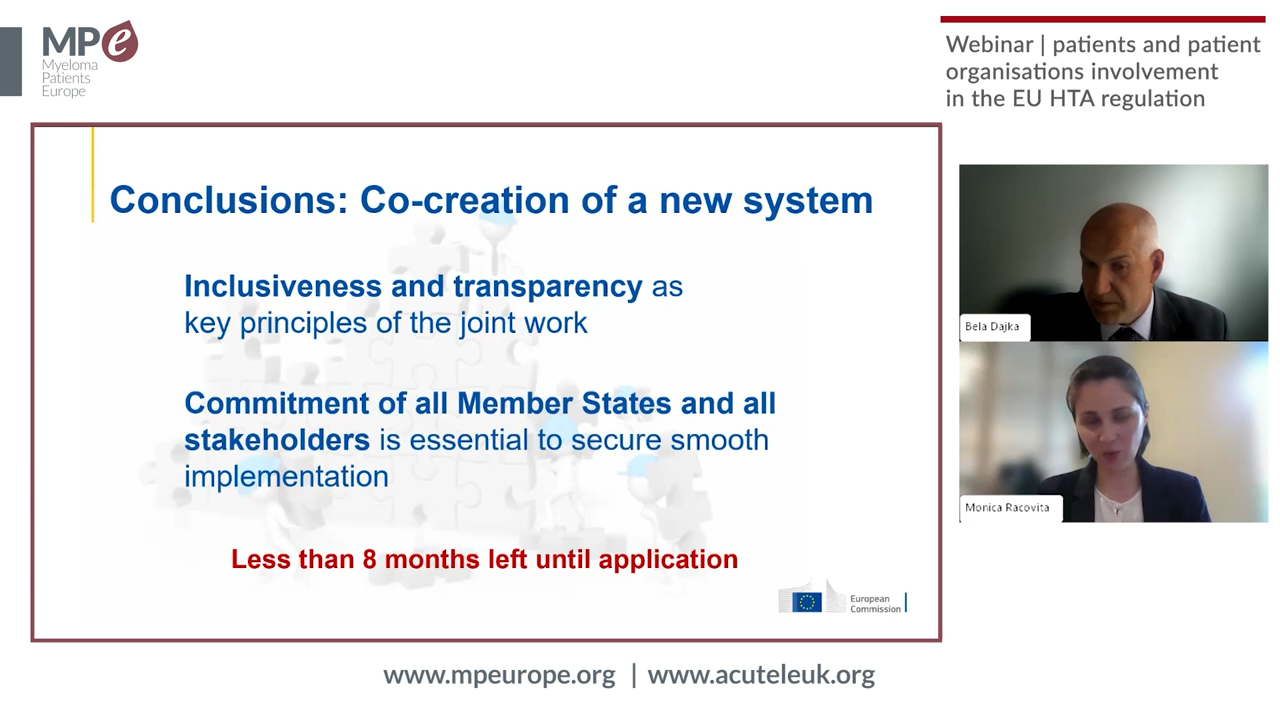 MPe
Myeloma
Patients
Europe
Webinar | patients and patient
organisations involvement
in the EU HTA regulation
Conclusions: Co-creation of a new system
Inclusiveness and transparency as
key principles of the joint work
Commitment of all Member States and all
stakeholders is essential to secure smooth
implementation
Less than 8 months left until application
European
Commission
Bela Dajka
Monica Racovita
www.mpeurope.org | www.acuteleuk.org